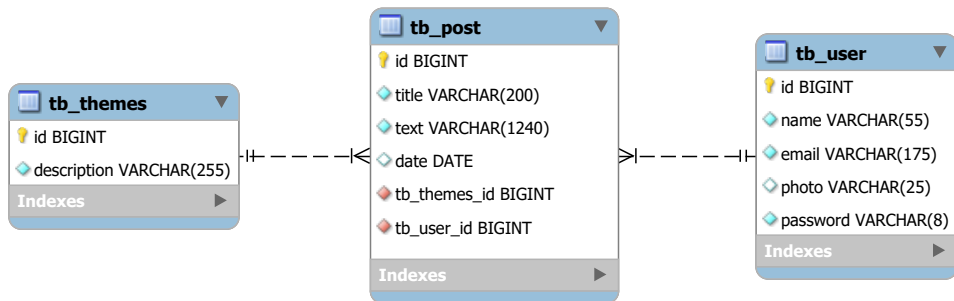 tb_themes
id BIGINT
description VARCHAR(255)
Indexes
tb_post
id BIGINT
title VARCHAR(200)
text VARCHAR(1240)
date DATE
tb_themes_id BIGINT
tb_user_id BIGINT
Indexes
tb_user
id BIGINT
name VARCHAR(55)
email VARCHAR(175)
photo VARCHAR(25)
password VARCHAR(8)
Indexes